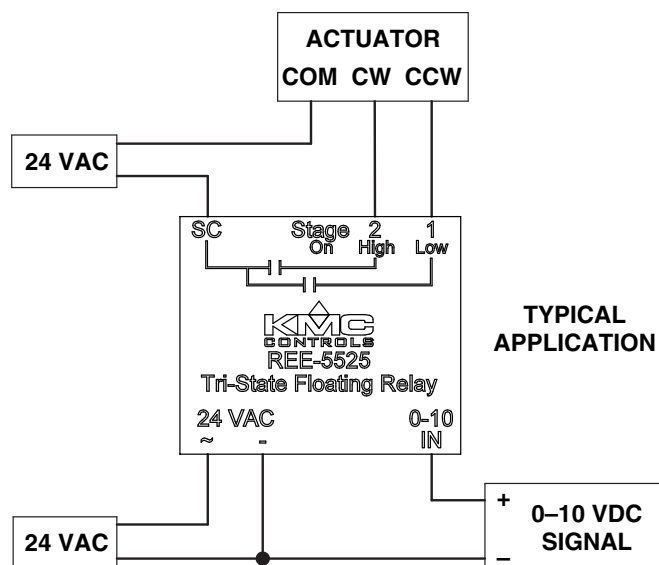 ACTUATOR
COM CW CCW
24 VAC
SC Stage 2 1
On High Low
KMC
CONTROLS
REE-5525
Tri-State Floating Relay
24 VAC 0-10
~ - IN
TYPICAL
APPLICATION
24 VAC
+ 0–10 VDC
– SIGNAL